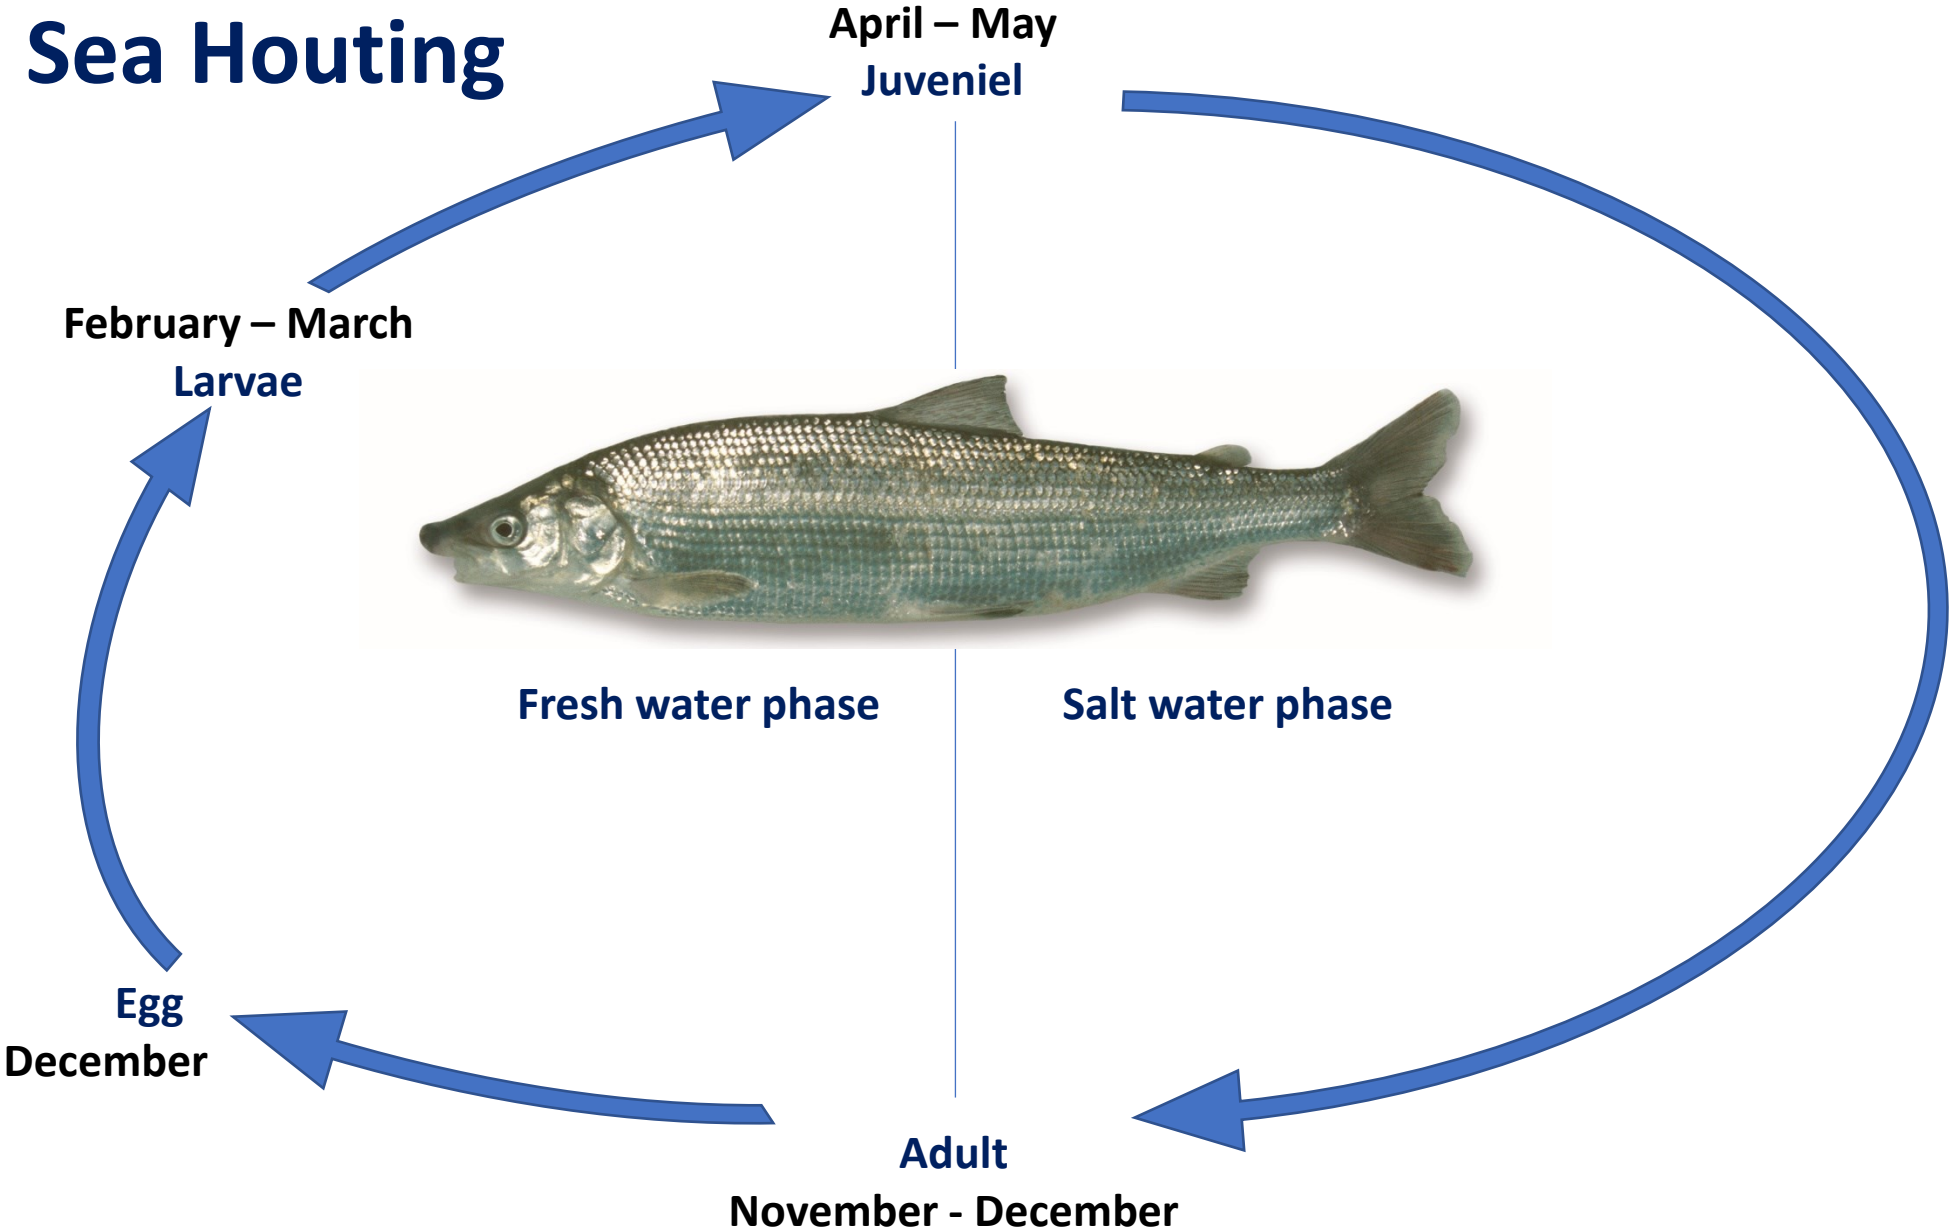 Sea Houting
April – May
Juveniel
February – March
Larvae
Fresh water phase
Salt water phase
Egg
December
Adult
November - December